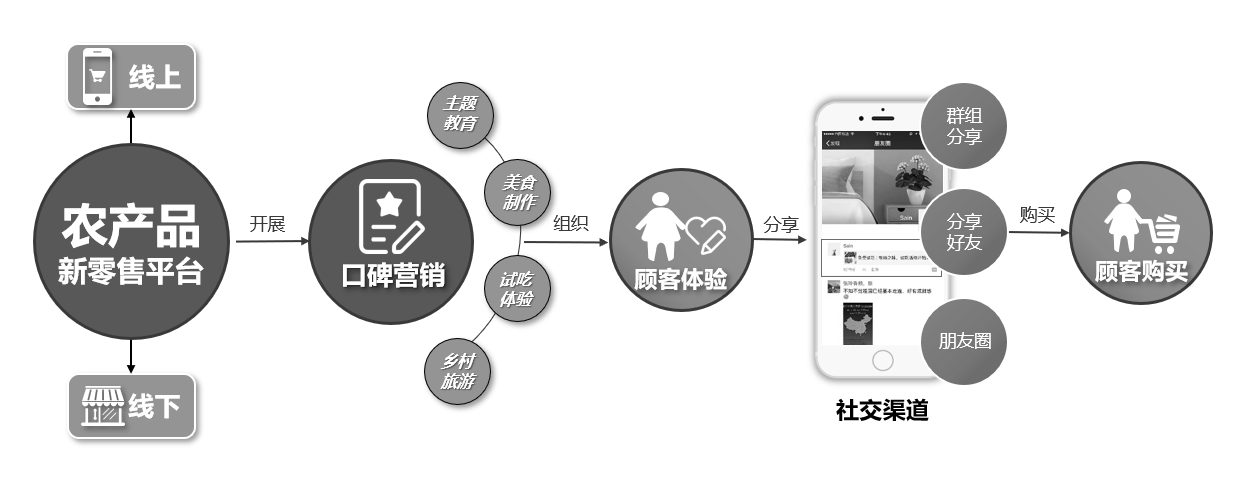 线上
农产品
新零售平台
线下
开展
口碑营销
主题
教育
美食
制作
试吃
体验
乡村
旅游
组织
顾客体验
分享
朋友圈
Sain
Sain
群组
分享
分享
好友
朋友圈
社交渠道
购买
顾客购买